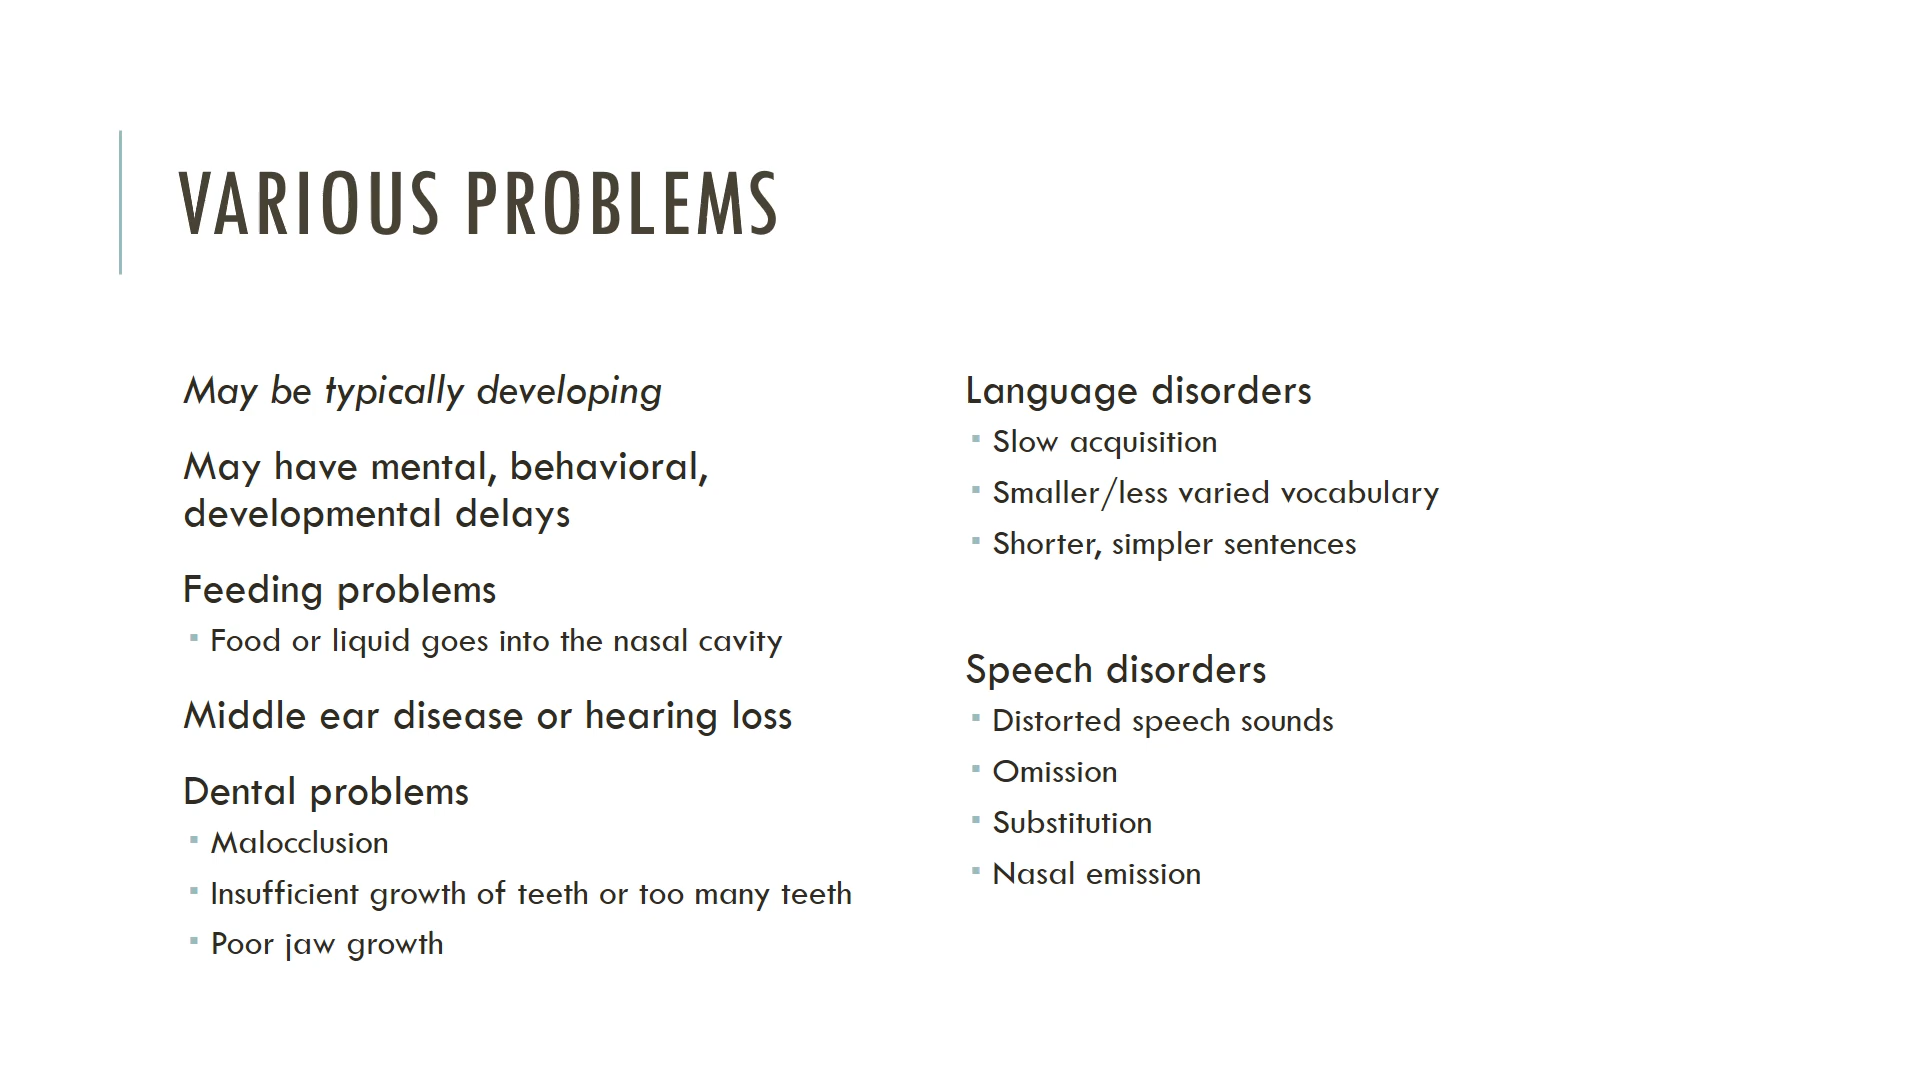 VARIOUS PROBLEMS
May be typically developing
May have mental, behavioral,
developmental delays
Feeding problems
▪ Food or liquid goes into the nasal cavity
Middle ear disease or hearing loss
Dental problems
▪ Malocclusion
▪ Insufficient growth of teeth or too many teeth
▪ Poor jaw growth
Language disorders
▪ Slow acquisition
▪ Smaller/less varied vocabulary
▪ Shorter, simpler sentences
Speech disorders
▪ Distorted speech sounds
▪ Omission
▪ Substitution
▪ Nasal emission